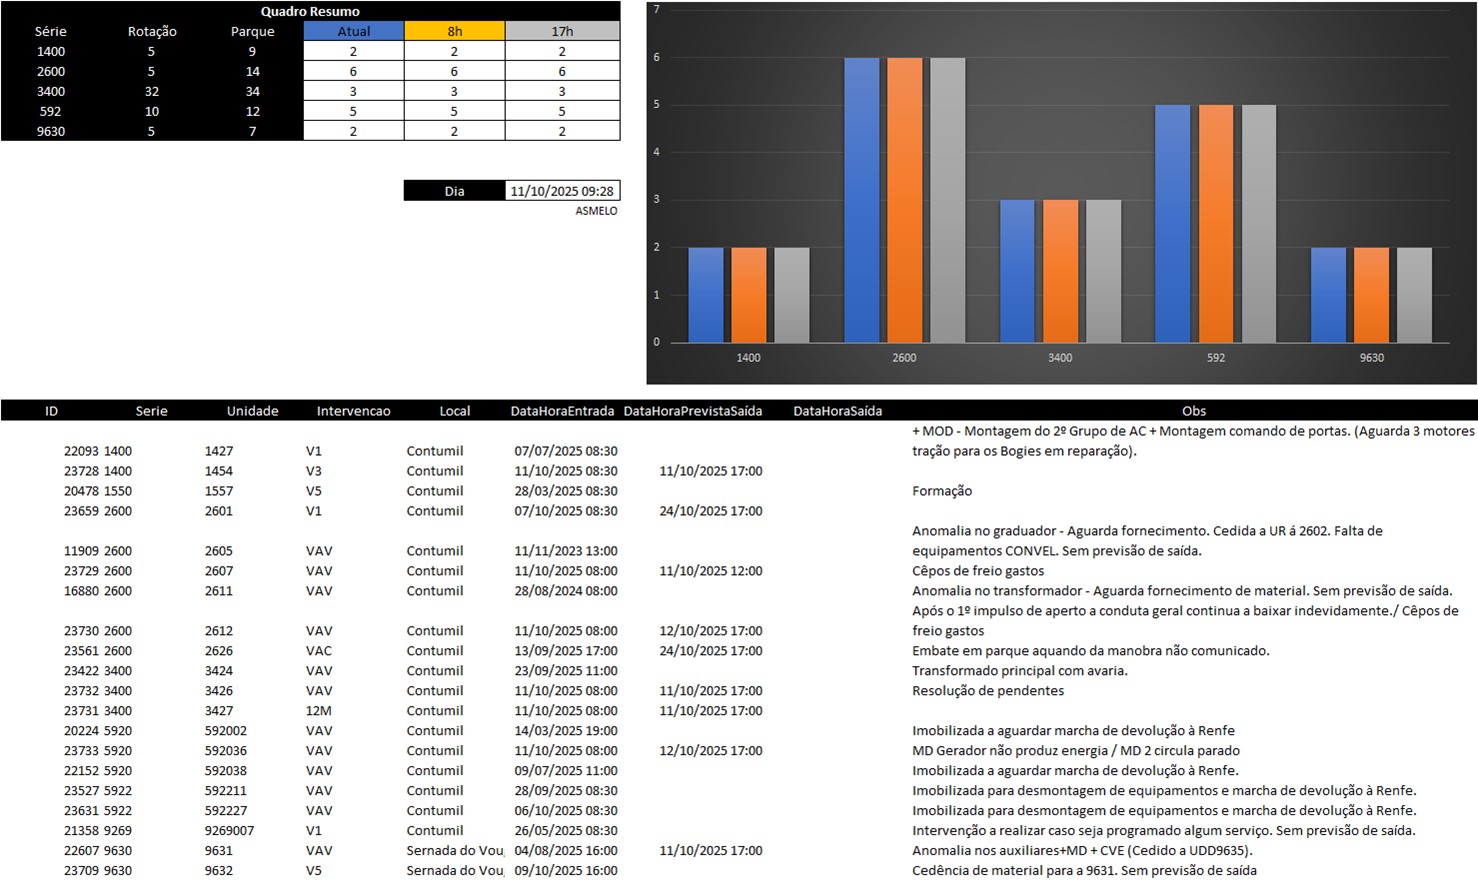 Quadro Resumo
Série Rotação Parque Atual 8h 17h
1400 5 9 2 2 2
2600 5 14 6 6 6
3400 32 34 3 3 3
592 10 12 5 5 5
9630 5 7 2 2 2
Dia 11/10/2025 09:28
ASMELO
7
6
5
4
3
2
1
0
1400 2600 3400 592 9630
ID Serie Unidade Intervencao Local DataHoraEntrada DataHoraPrevistaSaída DataHoraSaída Obs
+ MOD - Montagem do 2º Grupo de AC + Montagem comando de portas. (Aguarda 3 motores
22093 1400 1427 V1 Contumil 07/07/2025 08:30 tração para os Bogies em reparação).
23728 1400 1454 V3 Contumil 11/10/2025 08:30 11/10/2025 17:00
20478 1550 1557 V5 Contumil 28/03/2025 08:30 Formação
23659 2600 2601 V1 Contumil 07/10/2025 08:30 24/10/2025 17:00
Anomalia no graduador - Aguarda fornecimento. Cedida a UR á 2602. Falta de
11909 2600 2605 VAV Contumil 11/11/2023 13:00 equipamentos CONVEL. Sem previsão de saída.
23729 2600 2607 VAV Contumil 11/10/2025 08:00 11/10/2025 12:00 Cêpos de freio gastos
16880 2600 2611 VAV Contumil 28/08/2024 08:00 Anomalia no transformador - Aguarda fornecimento de material. Sem previsão de saída.
Após o 1º impulso de aperto a conduta geral continua a baixar indevidamente./ Cêpos de
23730 2600 2612 VAV Contumil 11/10/2025 08:00 12/10/2025 17:00 freio gastos
23561 2600 2626 VAC Contumil 13/09/2025 17:00 24/10/2025 17:00 Embate em parque aquando da manobra não comunicado.
23422 3400 3424 VAV Contumil 23/09/2025 11:00 Transformado principal com avaria.
23732 3400 3426 VAV Contumil 11/10/2025 08:00 11/10/2025 17:00 Resolução de pendentes
23731 3400 3427 12M Contumil 11/10/2025 08:00 11/10/2025 17:00
20224 5920 592002 VAV Contumil 14/03/2025 19:00 Imobilizada a aguardar marcha de devolução à Renfe
23733 5920 592036 VAV Contumil 11/10/2025 08:00 12/10/2025 17:00 MD Gerador não produz energia / MD 2 circula parado
22152 5920 592038 VAV Contumil 09/07/2025 11:00 Imobilizada a aguardar marcha de devolução à Renfe.
23527 5922 592211 VAV Contumil 28/09/2025 08:30 Imobilizada para desmontagem de equipamentos e marcha de devolução à Renfe.
23631 5922 592227 VAV Contumil 06/10/2025 08:30 Imobilizada para desmontagem de equipamentos e marcha de devolução à Renfe.
21358 9269 9269007 V1 Contumil 26/05/2025 08:30 Intervenção a realizar caso seja programado algum serviço. Sem previsão de saída.
22607 9630 9631 VAV Sernada do Vou 04/08/2025 16:00 11/10/2025 17:00 Anomalia nos auxiliares+MD + CVE (Cedido a UDD9635).
23709 9630 9632 V5 Sernada do Vou 09/10/2025 16:00 Cedência de material para a 9631. Sem previsão de saída